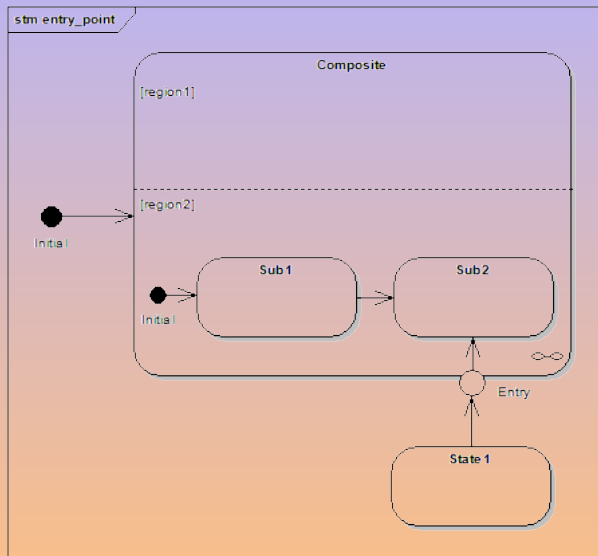 stm entry_point
Composite
[region1]
[region2]
Initial
Sub1
Sub2
Initial
Entry
State1